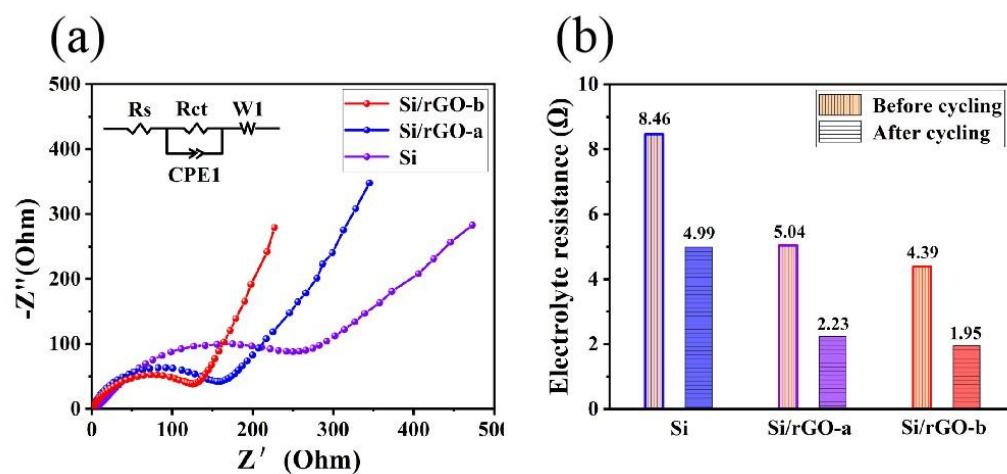 (a)
500
400
300
200
100
0
-Z"(Ohm)
Rs Rct W1
CPE1
Si/rGO-b
Si/rGO-a
Si
0 100 200 300 400 500
Z' (Ohm)
(b)
10
8
6
4
2
0
Electrolyte resistance (Ω)
Before cycling
After cycling
8.46
4.99
5.04
2.23
4.39
1.95
Si Si/rGO-a Si/rGO-b